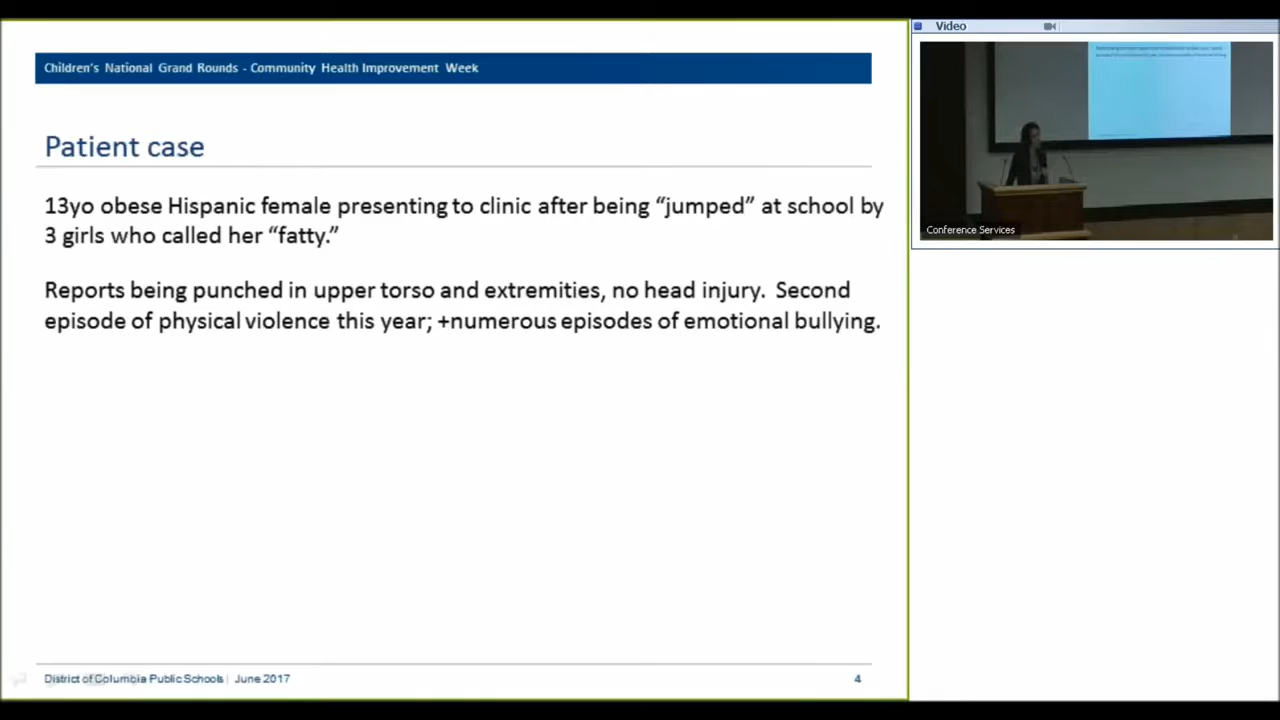 Children's National Grand Rounds - Community Health Improvement Week
Patient case
13yo obese Hispanic female presenting to clinic after being “jumped” at school by
3 girls who called her “fatty.”
Reports being punched in upper torso and extremities, no head injury. Second
episode of physical violence this year; +numerous episodes of emotional bullying.
District of Columbia Public Schools | June 2017
4
Video
Conference Services